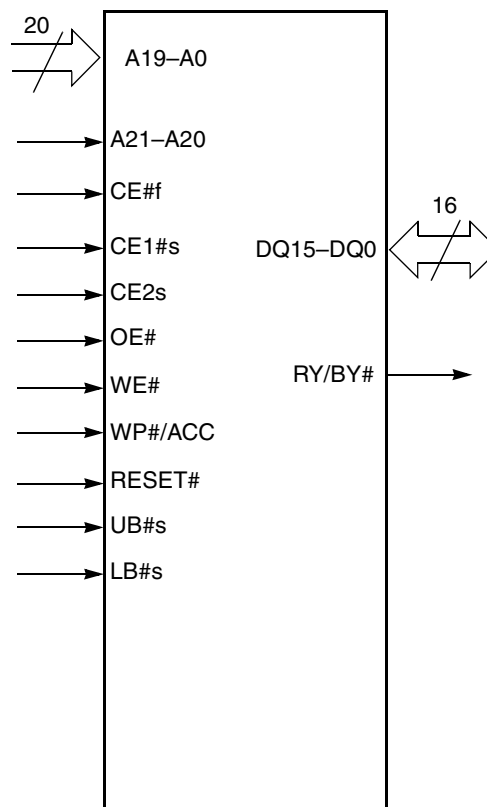 20
A19–A0
A21–A20
CE#f
CE1#s
CE2s
OE#
WE#
WP#/ACC
RESET#
UB#s
LB#s
16
DQ15–DQ0
RY/BY#